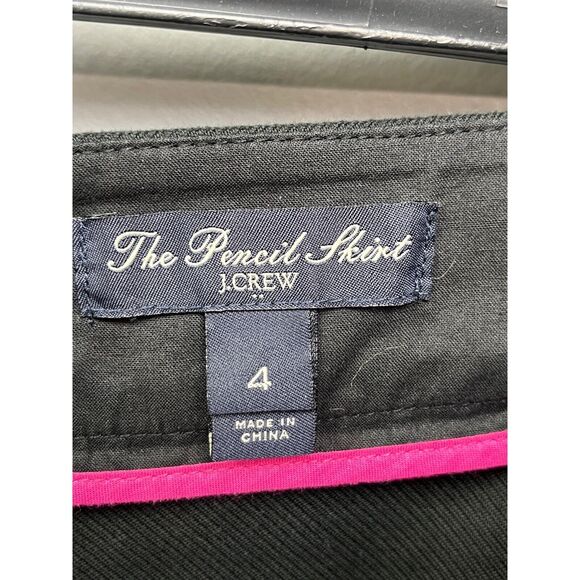 The Pencil Skirt
J.CREW
4
MADE IN
CHINA